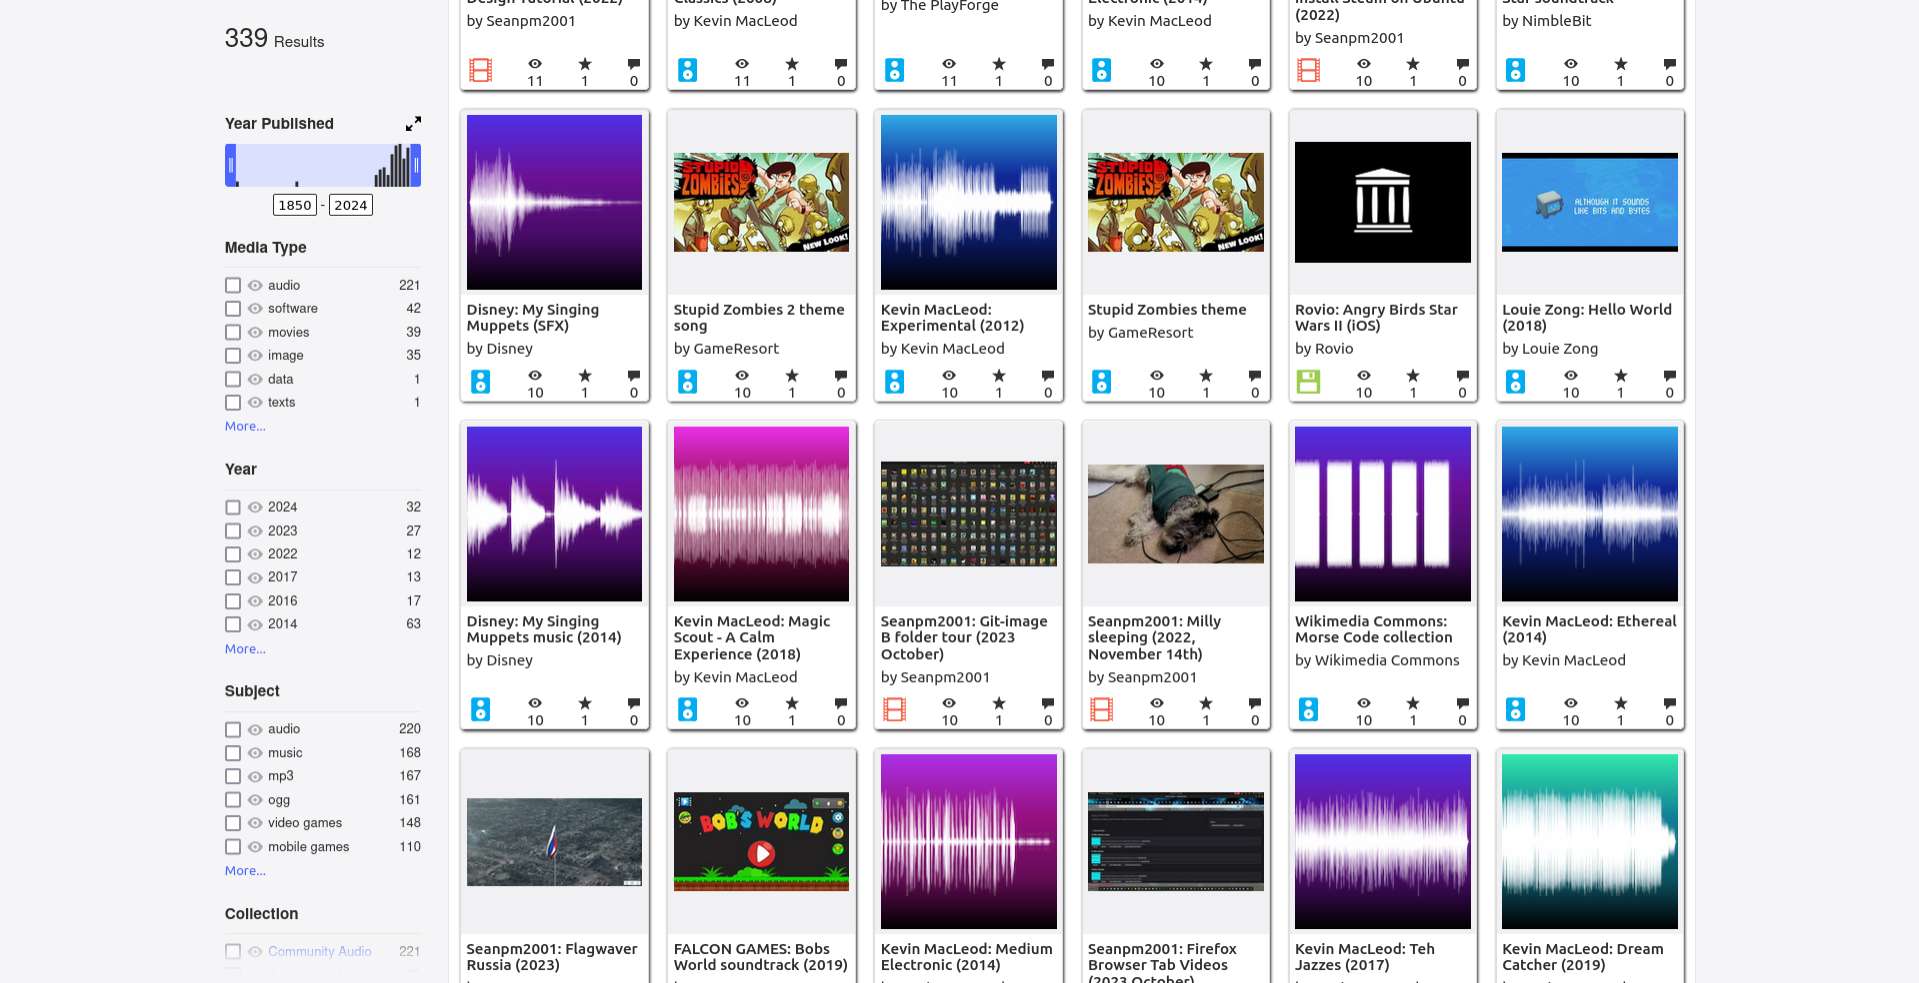 339 Results
Year Published
1850 - 2024
Media Type
audio 221
software 42
movies 39
image 35
data 1
texts 1
More...
Year
2024 32
2023 27
2022 12
2017 13
2016 17
2014 63
More...
Subject
audio 220
music 168
mp3 167
ogg 161
video games 148
mobile games 110
More...
Collection
Community Audio 221
Design Tutorial (2022)
by Seanpm2001
11 1 0
Classics (2008)
by Kevin MacLeod
11 1 0
by The PlayForge
11 1 0
Electronic (2014)
by Kevin MacLeod
10 1 0
Install Steam on Ubuntu
(2022)
by Seanpm2001
10 1 0
Star soundtrack
by NimbleBit
10 1 0
Disney: My Singing
Muppets (SFX)
by Disney
10 1 0
STUPID
ZOMBIES
NEW LOOK!
Stupid Zombies 2 theme
song
by GameResort
10 1 0
Kevin MacLeod:
Experimental (2012)
by Kevin MacLeod
10 1 0
STUPID
ZOMBIES
NEW LOOK!
Stupid Zombies theme
by GameResort
10 1 0
Rovio: Angry Birds Star
Wars II (iOS)
by Rovio
10 1 0
ALTHOUGH IT SOUNDS
LIKE BITS AND BYTES
Louie Zong: Hello World
(2018)
by Louie Zong
10 1 0
Disney: My Singing
Muppets music (2014)
by Disney
10 1 0
Kevin MacLeod: Magic
Scout - A Calm
Experience (2018)
by Kevin MacLeod
10 1 0
Seanpm2001: Git-image
B folder tour (2023
October)
by Seanpm2001
10 1 0
Seanpm2001: Milly
sleeping (2022,
November 14th)
by Seanpm2001
10 1 0
Wikimedia Commons:
Morse Code collection
by Wikimedia Commons
10 1 0
Kevin MacLeod: Ethereal
(2014)
by Kevin MacLeod
10 1 0
Seanpm2001: Flagwaver
Russia (2023)
BOB'S WORLD
FALCON GAMES: Bobs
World soundtrack (2019)
Kevin MacLeod: Medium
Electronic (2014)
Seanpm2001: Firefox
Browser Tab Videos
(2023 October)
Kevin MacLeod: Teh
Jazzes (2017)
Kevin MacLeod: Dream
Catcher (2019)